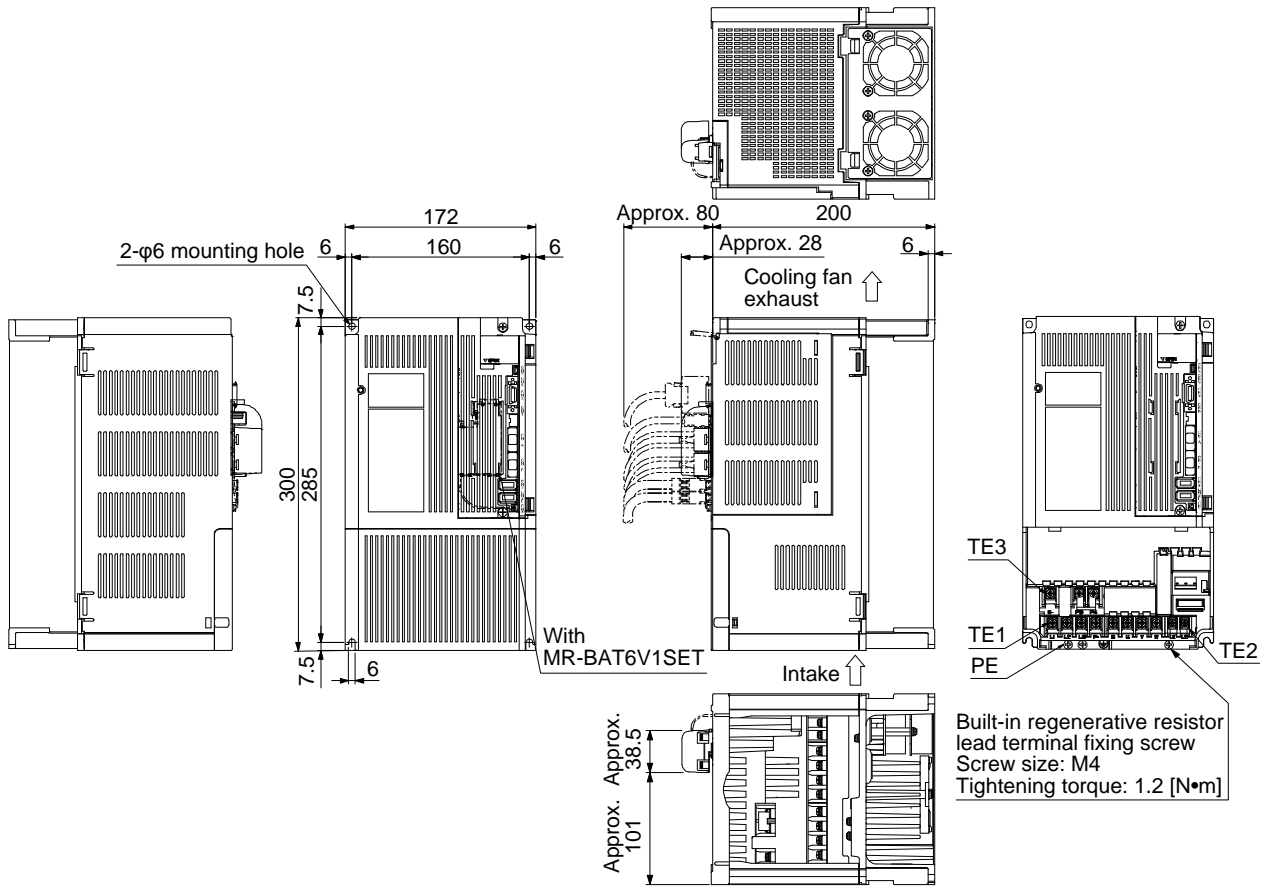 Approx. 80
200
172
Approx. 28
6
160
6
6
2-φ6 mounting hole
Cooling fan
exhaust
7.5
300
285
TE3
With
MR-BAT6V1SET
TE1
TE2
PE
7.5
6
Intake
Approx.
38.5
Approx.
101
Built-in regenerative resistor
lead terminal fixing screw
Screw size: M4
Tightening torque: 1.2 [N•m]